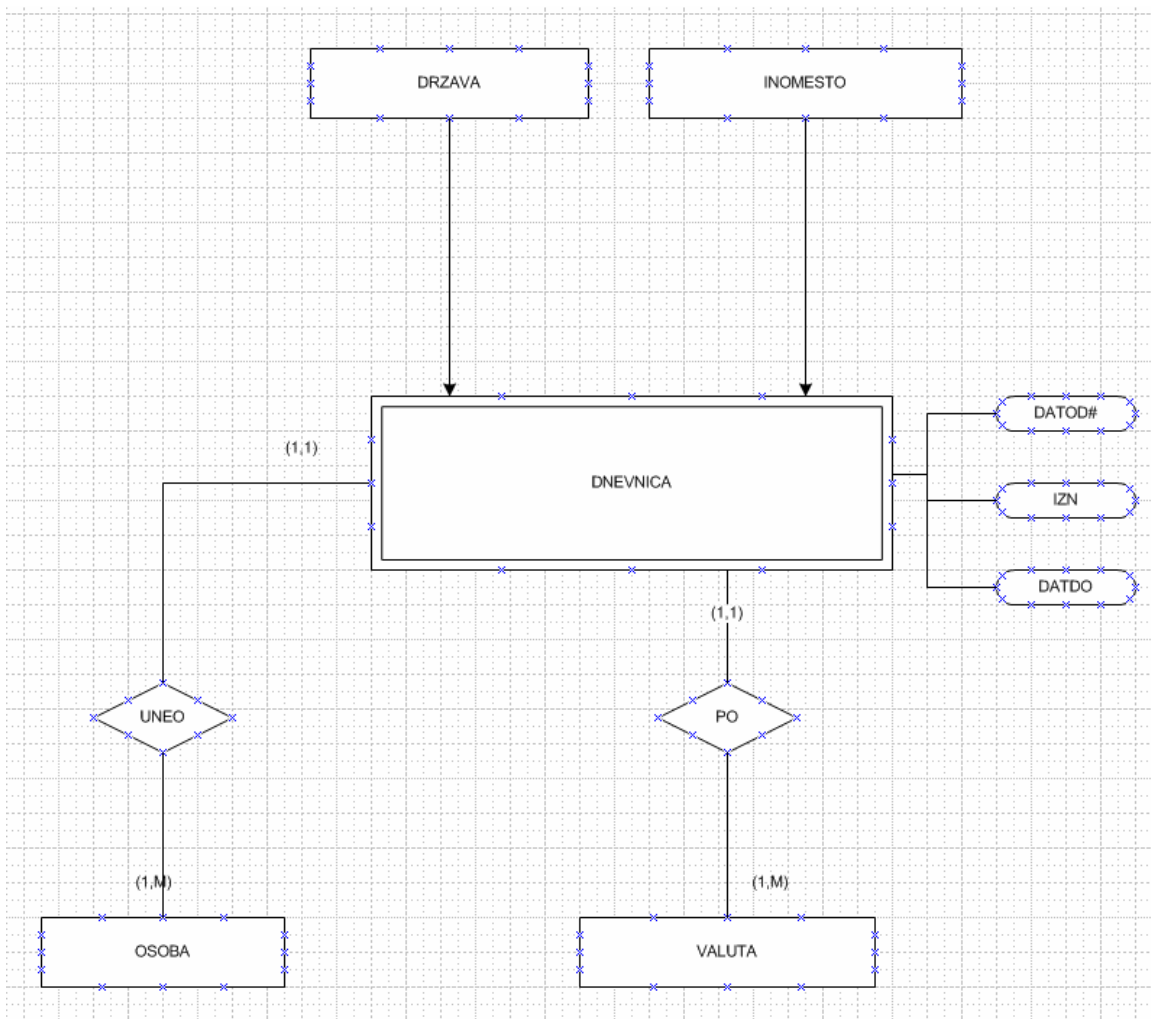 DRZAVA
INOMESTO
DATOD#
(1,1)
DNEVNICA
IZN
DATDO
(1,1)
UNEO
PO
(1,M)
(1,M)
OSOBA
VALUTA